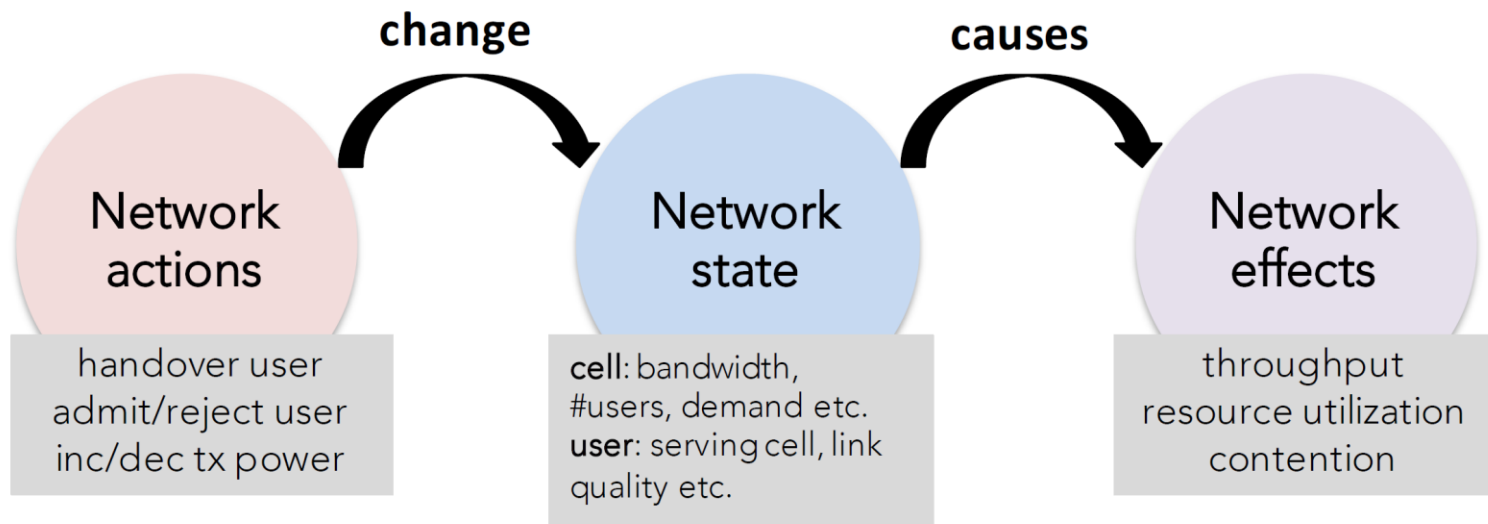 change
causes
Network
actions
Network
state
Network
effects
handover user
admit/reject user
inc/dec tx power
cell: bandwidth,
#users, demand etc.
user: serving cell, link
quality etc.
throughput
resource utilization
contention